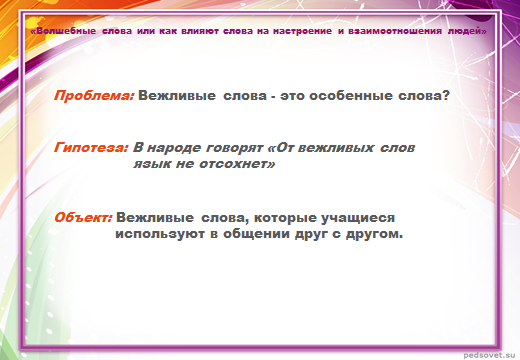 «Волшебные слова или как влияют слова на настроение и взаимоотношения людей»
Проблема: Вежливые слова - это особенные слова?
Гипотеза: В народе говорят «От вежливых слов
язык не отсохнет»
Объект: Вежливые слова, которые учащиеся
используют в общении друг с другом.
pedsovet.su